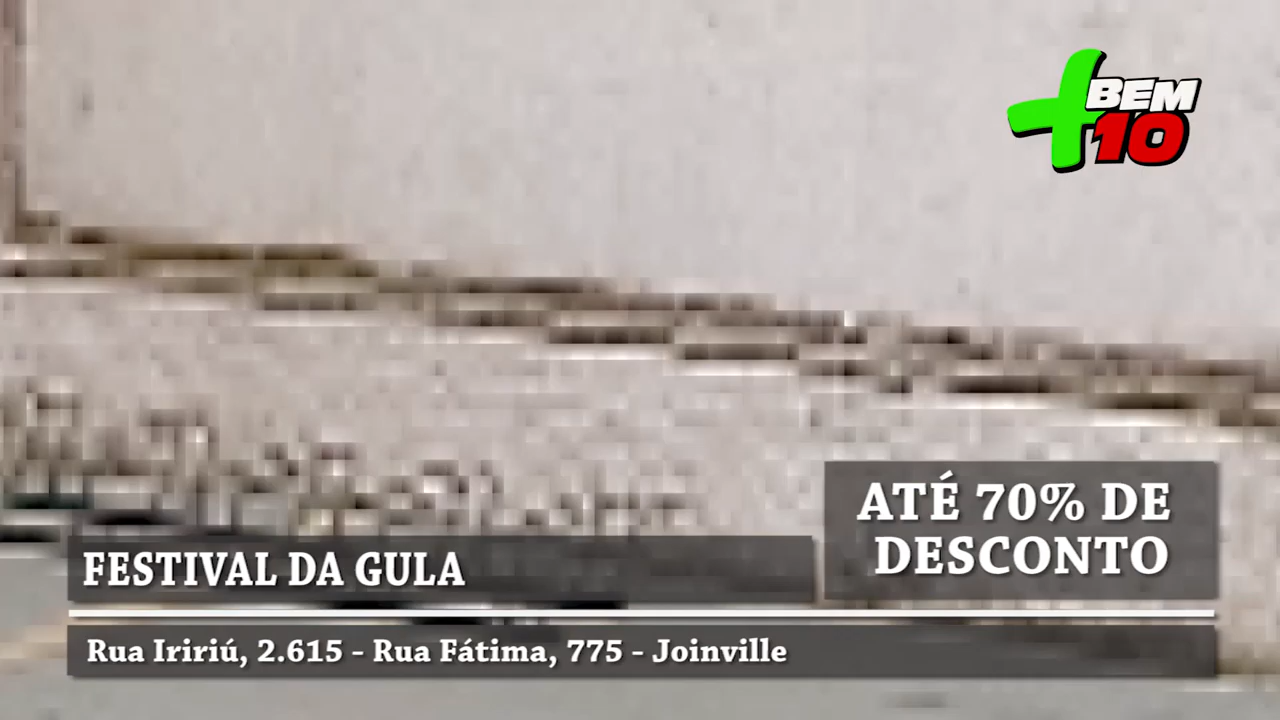 +BEM
10
ATÉ 70% DE
DESCONTO
FESTIVAL DA GULA
Rua Iririú, 2.615 - Rua Fátima, 775 - Joinville